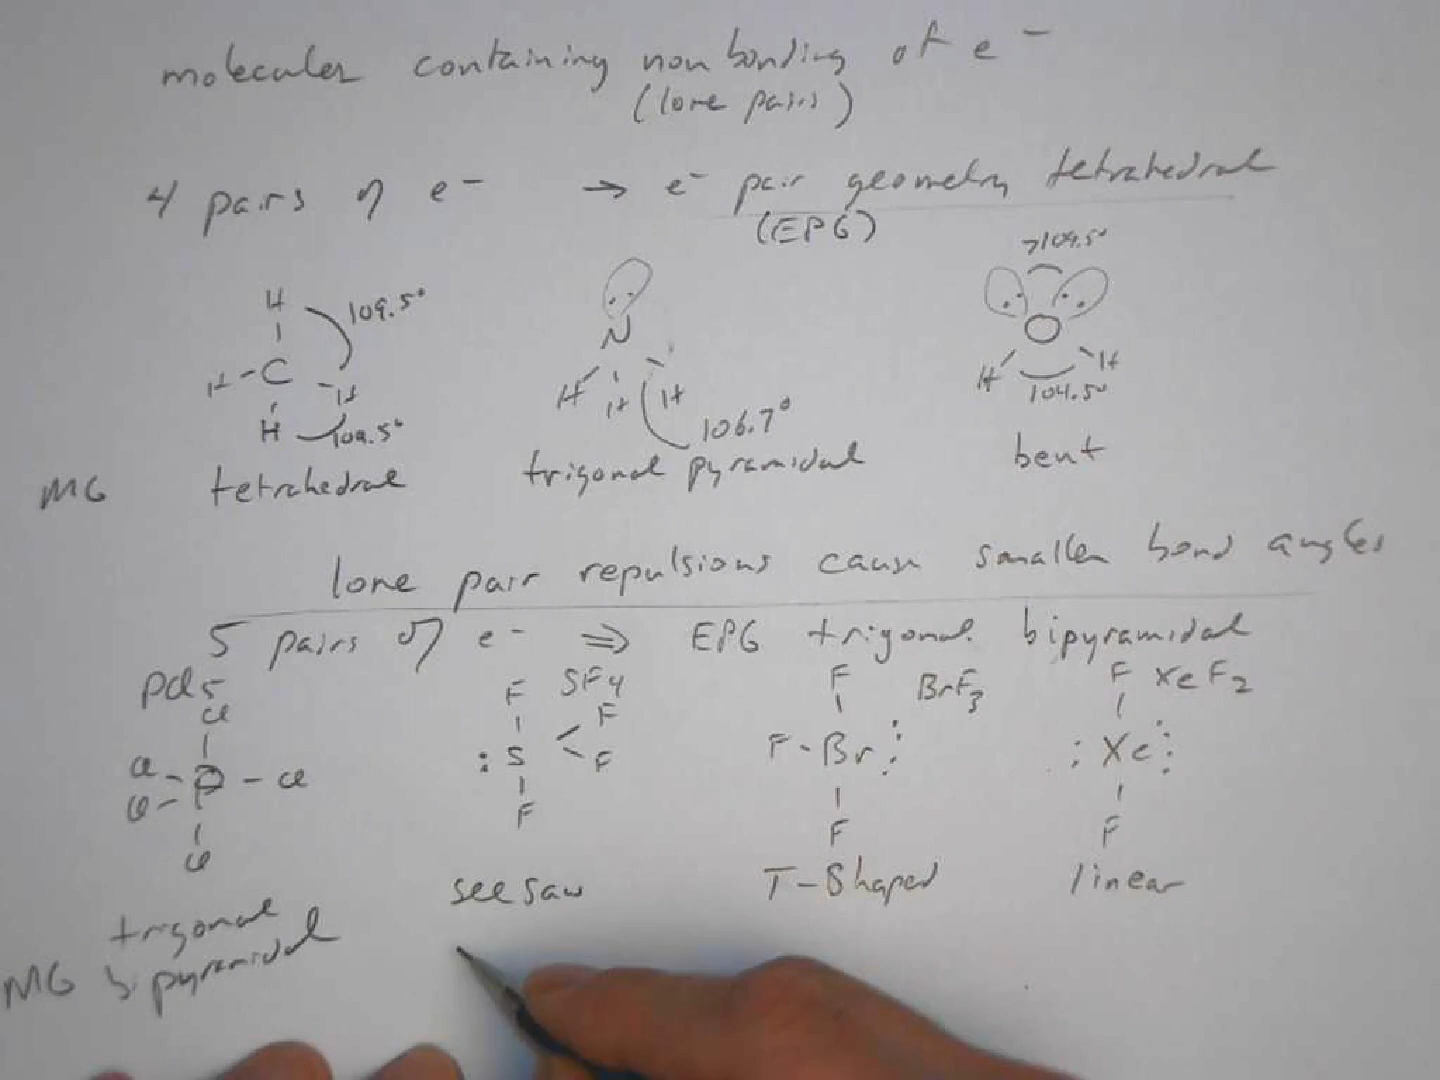 molecules containing nonbonding of e⁻
(lone pairs)
4 pairs of e⁻ → e⁻ pair geometry tetrahedral
(EPG)
>109.5°
H 109.5° N O
H-C-H H H H H H
H 109.5° 106.7° 104.5°
MG tetrahedral trigonal pyramidal bent
lone pair repulsions cause smaller bond angles
5 pairs of e⁻ ⇒ EPG trigonal bipyramidal
PCl5 F SF4 F BrF3 F XeF2
Cl F
Cl P - Cl : S F F - Br : : Xe :
Cl
Cl F F F
see saw T-Shaped linear
trigonal
MG bipyramidal